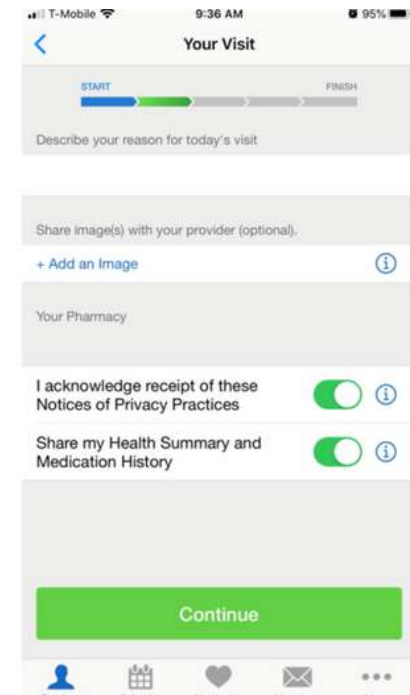 T-Mobile 9:36 AM 95%
Your Visit
START FINISH
Describe your reason for today's visit
Share image(s) with your provider (optional).
+ Add an Image
Your Pharmacy
I acknowledge receipt of these
Notices of Privacy Practices
Share my Health Summary and
Medication History
Continue